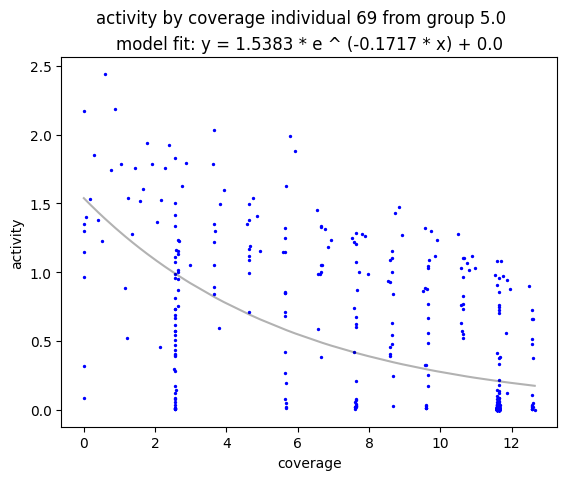 activity by coverage individual 69 from group 5.0
model fit: y = 1.5383 * e ^ (-0.1717 * x) + 0.0
2.5
2.0
1.5
1.0
0.5
0.0
activity
0 2 4 6 8 10 12
coverage